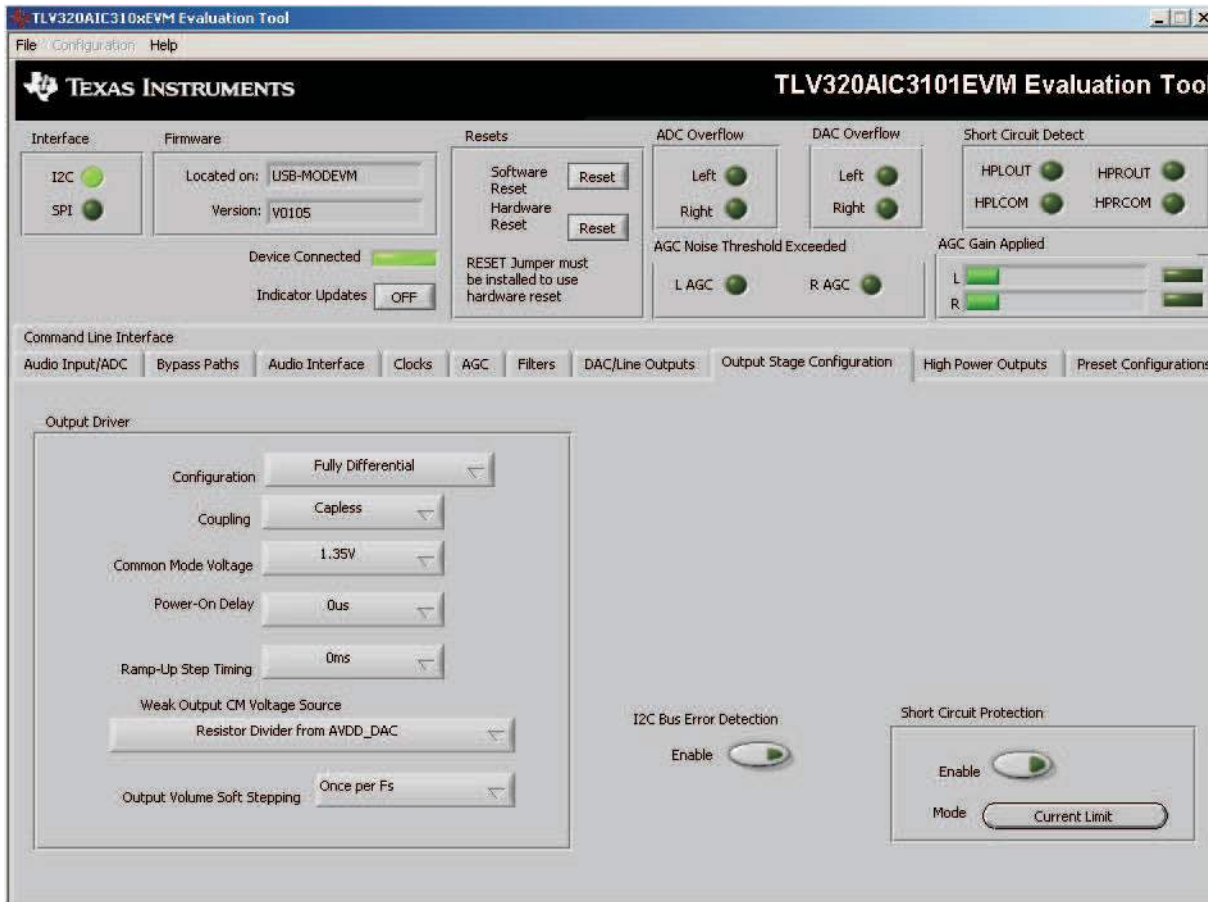 TLV320AIC310xEVM Evaluation Tool
File Configuration Help
TEXAS INSTRUMENTS
TLV320AIC3101EVM Evaluation Tool
Interface
I2C
SPI
Firmware
Located on: USB-MODEVM
Version: V0105
Device Connected
Indicator Updates OFF
Resets
Software
Reset
Reset
Hardware
Reset
Reset
RESET Jumper must
be installed to use
hardware reset
ADC Overflow
Left
Right
DAC Overflow
Left
Right
Short Circuit Detect
HPLOUT HPROUT
HPLCOM HPRCOM
AGC Noise Threshold Exceeded
L AGC R AGC
AGC Gain Applied
L
R
Command Line Interface
Audio Input/ADC Bypass Paths Audio Interface Clocks AGC Filters DAC/Line Outputs Output Stage Configuration High Power Outputs Preset Configurations
Output Driver
Configuration Fully Differential
Coupling Capless
Common Mode Voltage 1.35V
Power-On Delay 0us
Ramp-Up Step Timing 0ms
Weak Output CM Voltage Source
Resistor Divider from AVDD_DAC
Output Volume Soft Stepping Once per Fs
I2C Bus Error Detection
Enable
Short Circuit Protection
Enable
Mode Current Limit